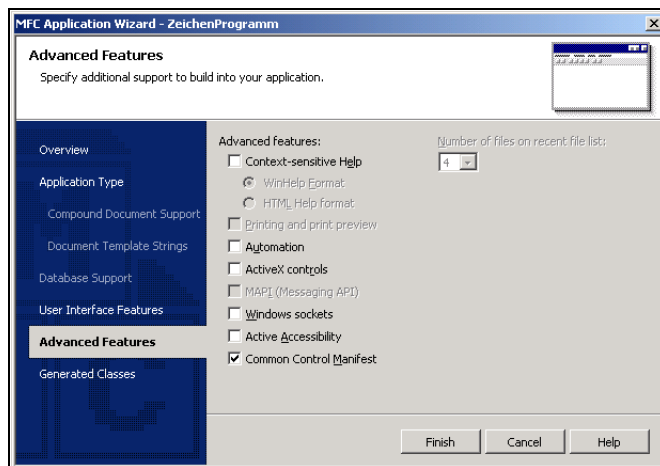 MFC Application Wizard - ZeichenProgramm
Advanced Features
Specify additional support to build into your application.
Overview
Application Type
Compound Document Support
Document Template Strings
Database Support
User Interface Features
Advanced Features
Generated Classes
Advanced features:
Context-sensitive Help
WinHelp Format
HTML Help format
Printing and print preview
Automation
ActiveX controls
MAPI (Messaging API)
Windows sockets
Active Accessibility
Common Control Manifest
Number of files on recent file list:
4
Finish
Cancel
Help